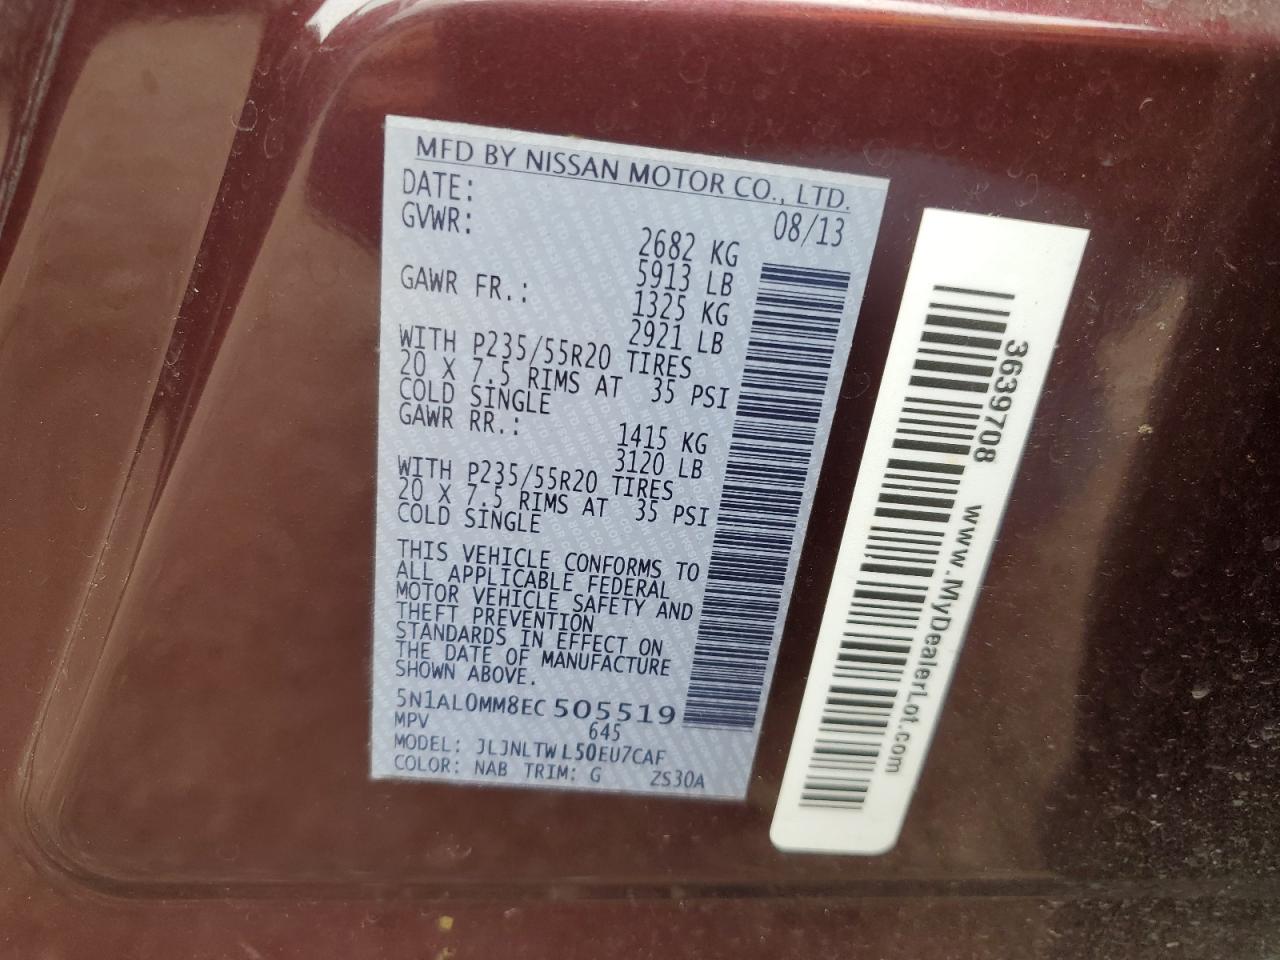 MFD BY NISSAN MOTOR CO., LTD.
DATE: 08/13
GVWR: 2682 KG
5913 LB
GAWR FR.: 1325 KG
2921 LB
WITH P235/55R20 TIRES
20 X 7.5 RIMS AT 35 PSI
COLD SINGLE
GAWR RR.: 1415 KG
3120 LB
WITH P235/55R20 TIRES
20 X 7.5 RIMS AT 35 PSI
COLD SINGLE
THIS VEHICLE CONFORMS TO
ALL APPLICABLE FEDERAL
MOTOR VEHICLE SAFETY AND
THEFT PREVENTION
STANDARDS IN EFFECT ON
THE DATE OF MANUFACTURE
SHOWN ABOVE.
5N1AL0MM8EC 505519
MPV 645
MODEL: JLJNLTW L50EU7CAF
COLOR: NAB TRIM: G ZS30A
3639708 www.MyDealerLot.com